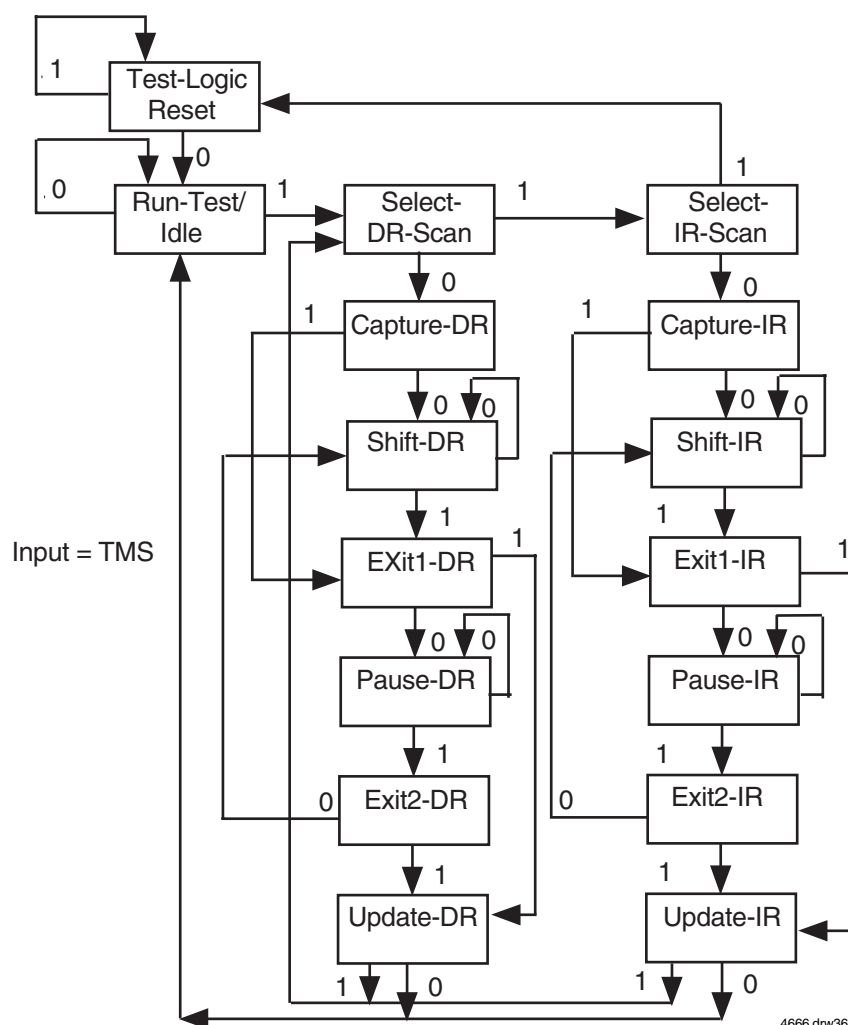 1
Test-Logic
Reset
0
0
Run-Test/
Idle
1
Select-
DR-Scan
1
1
Select-
IR-Scan
0
0
1
Capture-DR
1
Capture-IR
0
0
0
0
Shift-DR
Shift-IR
1
1
Input = TMS
EXit1-DR
1
Exit1-IR
1
0
0
0
0
Pause-DR
Pause-IR
1
1
0
Exit2-DR
0
Exit2-IR
1
1
Update-DR
Update-IR
1
0
1
0
4666 drw36